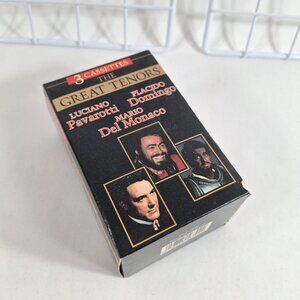 3 CASSETTES
THE
GREAT TENORS
LUCIANO
Pavarotti
PLACIDO
Domingo
MARIO
Del Monaco